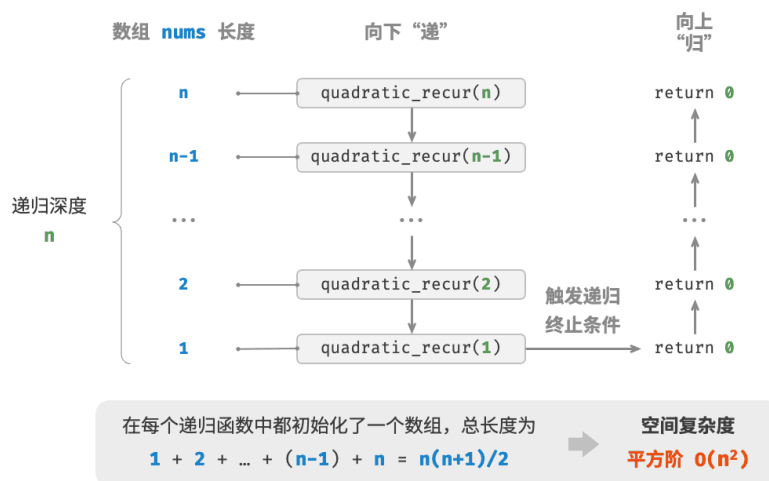 数组 nums 长度
向下“递”
向上
“归”
n
quadratic_recur(n)
return 0
n-1
quadratic_recur(n-1)
return 0
递归深度
n
...
...
...
2
quadratic_recur(2)
return 0
触发递归
终止条件
1
quadratic_recur(1)
return 0
在每个递归函数中都初始化了一个数组，总长度为
1 + 2 + … + (n-1) + n = n(n+1)/2
空间复杂度
平方阶 O(n²)